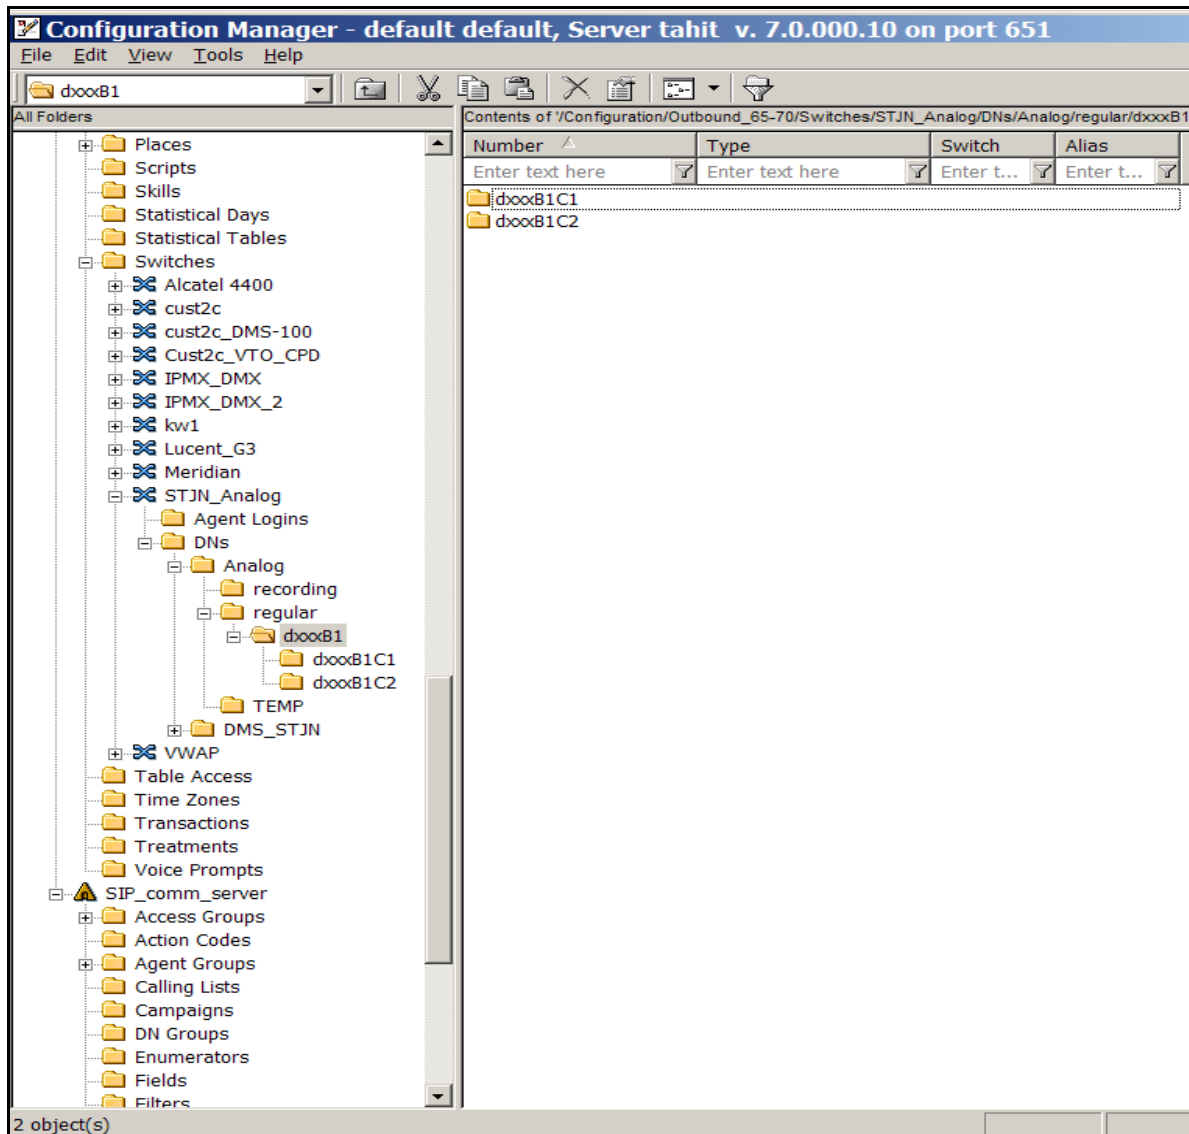 Configuration Manager - default default, Server tahit v. 7.0.000.10 on port 651
File Edit View Tools Help
dxxxB1
All Folders
Contents of '/Configuration/Outbound_65-70/Switches/STJN_Analog/DNs/Analog/regular/dxxxB1
Number Type Switch Alias
Enter text here Enter text here Enter t... Enter t...
dxxxB1C1
dxxxB1C2
Places
Scripts
Skills
Statistical Days
Statistical Tables
Switches
Alcatel 4400
cust2c
cust2c_DMS-100
Cust2c_VTO_CPD
IPMX_DMX
IPMX_DMX_2
kw1
Lucent_G3
Meridian
STJN_Analog
Agent Logins
DNs
Analog
recording
regular
dxxxB1
dxxxB1C1
dxxxB1C2
TEMP
DMS_STJN
VWAP
Table Access
Time Zones
Transactions
Treatments
Voice Prompts
SIP_comm_server
Access Groups
Action Codes
Agent Groups
Calling Lists
Campaigns
DN Groups
Enumerators
Fields
Filters
2 object(s)